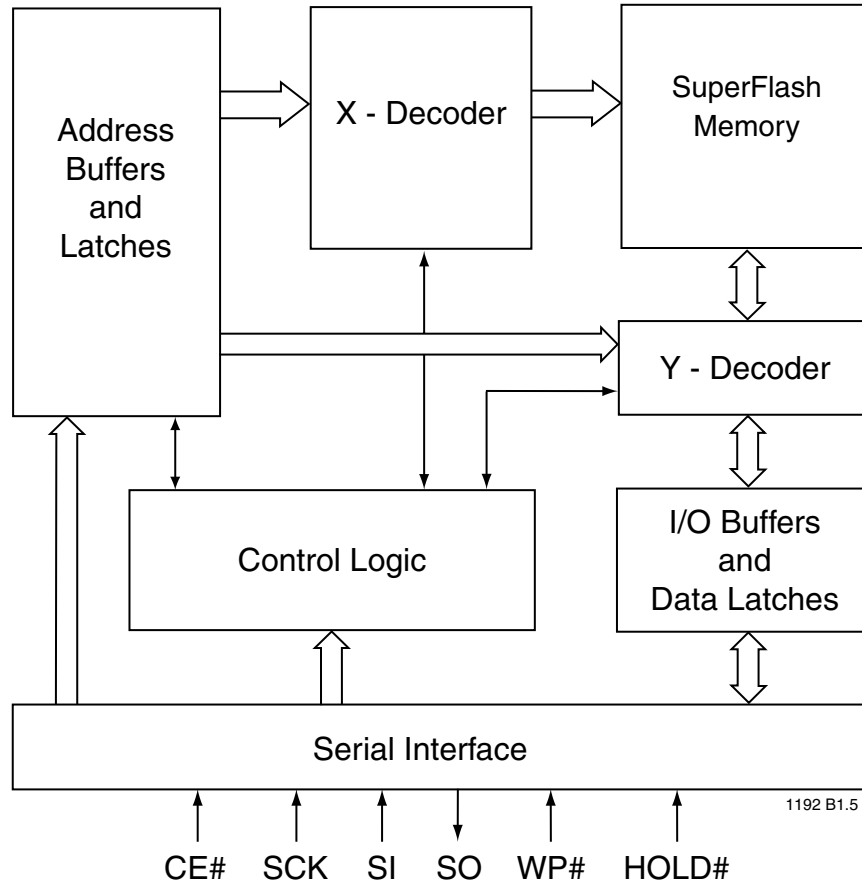 Address
Buffers
and
Latches
X - Decoder
SuperFlash
Memory
Y - Decoder
Control Logic
I/O Buffers
and
Data Latches
Serial Interface
1192 B1.5
CE# SCK SI SO WP# HOLD#